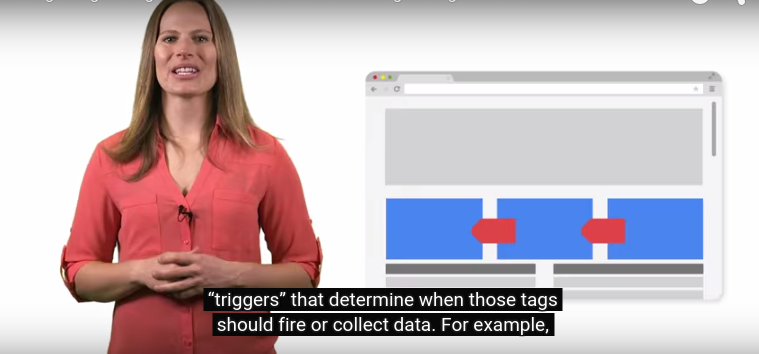 “triggers” that determine when those tags
should fire or collect data. For example,